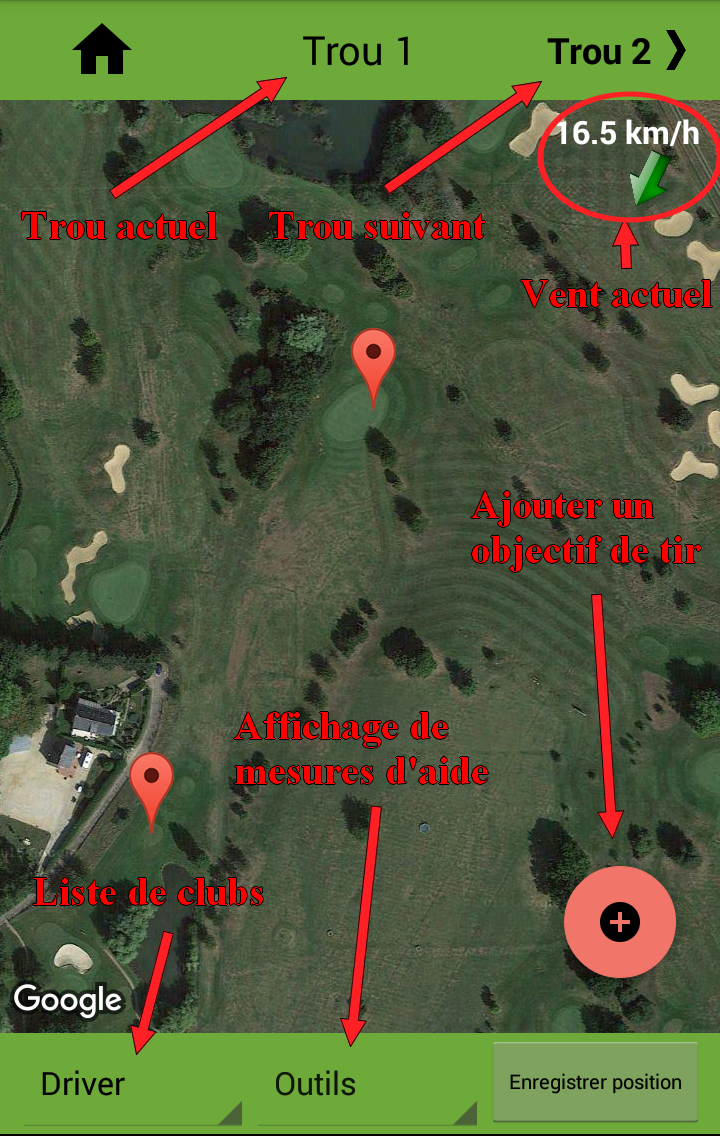 Trou 1
Trou 2
16.5 km/h
Trou actuel
Trou suivant
Vent actuel
Ajouter un
objectif de tir
Affichage de
mesures d'aide
Liste de clubs
Google
Driver
Outils
Enregistrer position